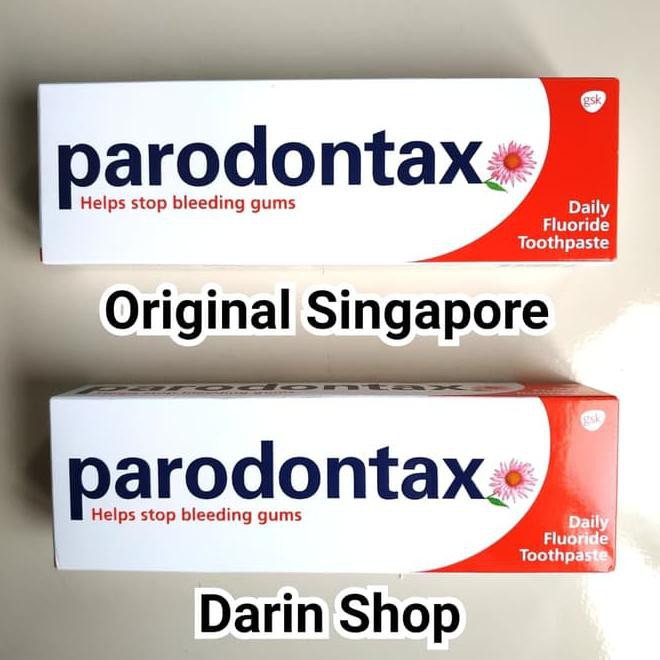 parodontax
Helps stop bleeding gums
gsk
Daily
Fluoride
Toothpaste
Original Singapore
parodontax
parodontax
Helps stop bleeding gums
gsk
Daily
Fluoride
Toothpaste
Darin Shop